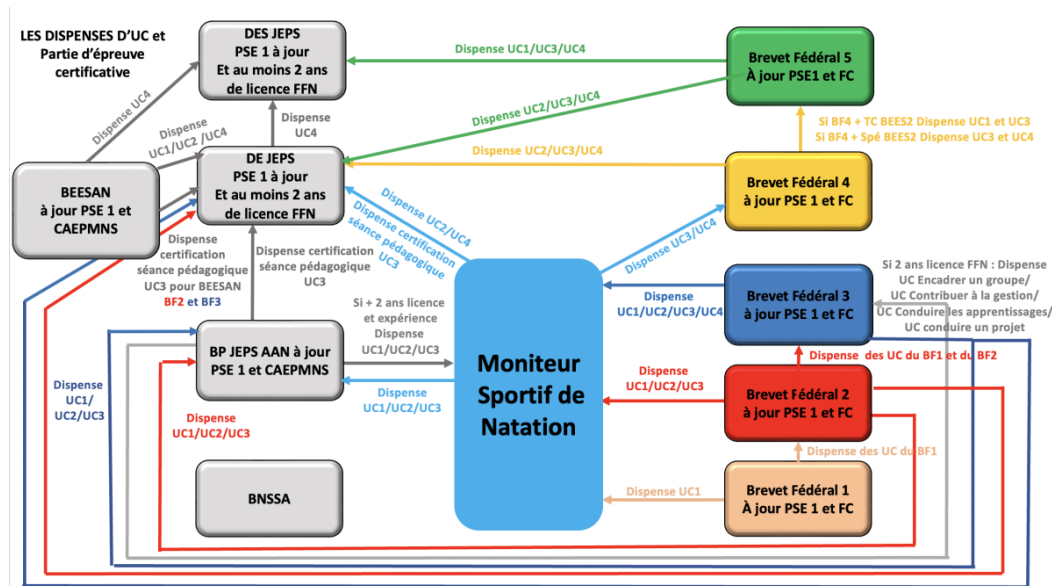 LES DISPENSES D'UC et
Partie d'épreuve
certificative
DES JEPS
PSE 1 à jour
Et au moins 2 ans
de licence FFN
Dispense UC1/UC3/UC4
Brevet Fédéral 5
À jour PSE1 et FC
Dispense UC4
Dispense
UC1/UC2 /UC4
Dispense
UC4
Dispense UC2/UC3/UC4
Si BF4 + TC BEES2 Dispense UC1 et UC3
Si BF4 + Spé BEES2 Dispense UC3 et UC4
DE JEPS
PSE 1 à jour
Et au moins 2 ans
de licence FFN
Dispense UC2/UC3/UC4
Brevet Fédéral 4
à jour PSE 1 et FC
BEESAN
à jour PSE 1 et
CAEPMNS
Dispense UC2/UC4
Dispense certification
séance pédagogique
UC3
Dispense UC3/UC4
Dispense
certification
séance pédagogique
UC3 pour BEESAN
BF2 et BF3
Dispense certification
séance pédagogique
UC3
Si + 2 ans licence
et expérience
Dispense
UC1/UC2/UC3
Moniteur
Sportif de
Natation
Dispense
UC1/UC2/UC3/UC4
Brevet Fédéral 3
à jour PSE 1 et FC
Si 2 ans licence FFN : Dispense
UC Encadrer un groupe/
UC Contribuer à la gestion/
UC Conduire les apprentissages/
UC conduire un projet
BP JEPS AAN à jour
PSE 1 et CAEPMNS
Dispense des UC du BF1 et du BF2
Dispense
UC1/
UC2/UC3
Dispense
UC1/UC2/UC3
Dispense
UC1/UC2/UC3
Dispense
UC1/UC2/UC3
Brevet Fédéral 2
à jour PSE 1 et FC
Dispense des UC du BF1
BNSSA
Dispense UC1
Brevet Fédéral 1
À jour PSE 1 et FC